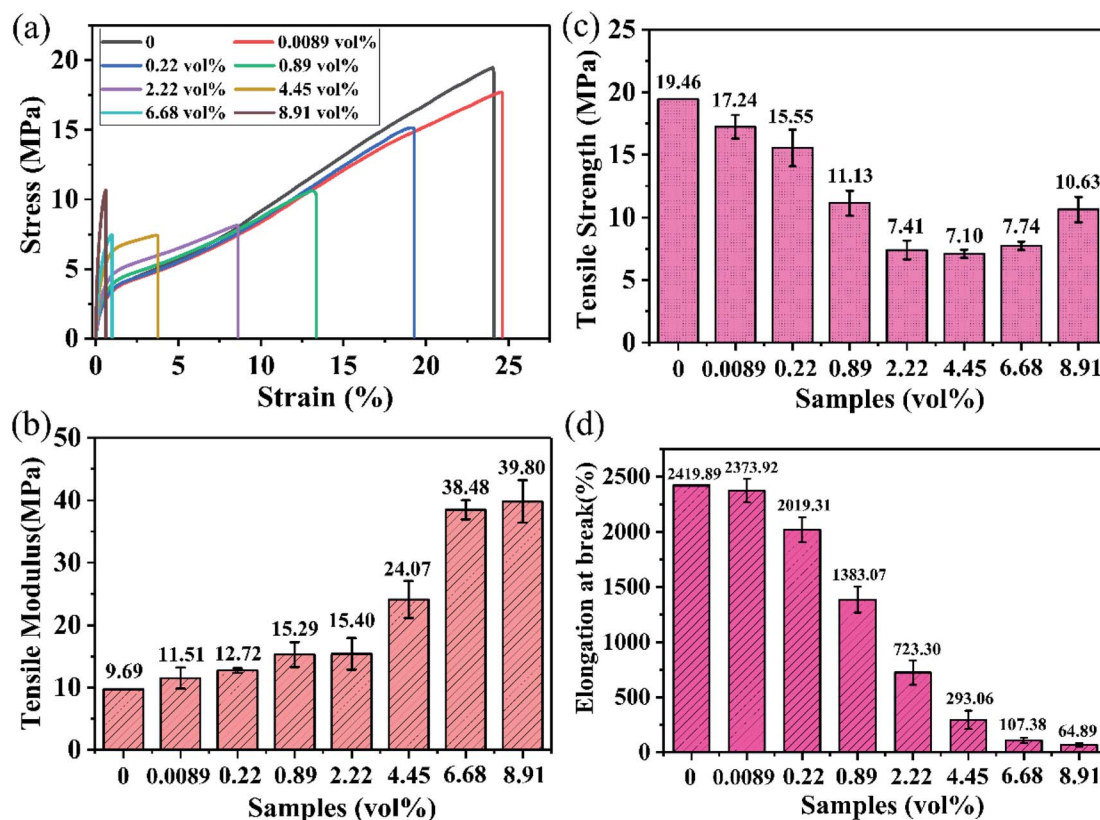 (a)
Stress (MPa)
20
15
10
5
0
0 0.0089 vol%
0.22 vol% 0.89 vol%
2.22 vol% 4.45 vol%
6.68 vol% 8.91 vol%
0 5 10 15 20 25
Strain (%)
(c)
Tensile Strength (MPa)
25
20
15
10
5
0
19.46 17.24 15.55 11.13 7.41 7.10 7.74 10.63
0 0.0089 0.22 0.89 2.22 4.45 6.68 8.91
Samples (vol%)
(b)
Tensile Modulus(MPa)
50
40
30
20
10
0
9.69 11.51 12.72 15.29 15.40 24.07 38.48 39.80
0 0.0089 0.22 0.89 2.22 4.45 6.68 8.91
Samples (vol%)
(d)
Elongation at break(%)
2500
2000
1500
1000
500
0
2419.89 2373.92 2019.31 1383.07 723.30 293.06 107.38 64.89
0 0.0089 0.22 0.89 2.22 4.45 6.68 8.91
Samples (vol%)